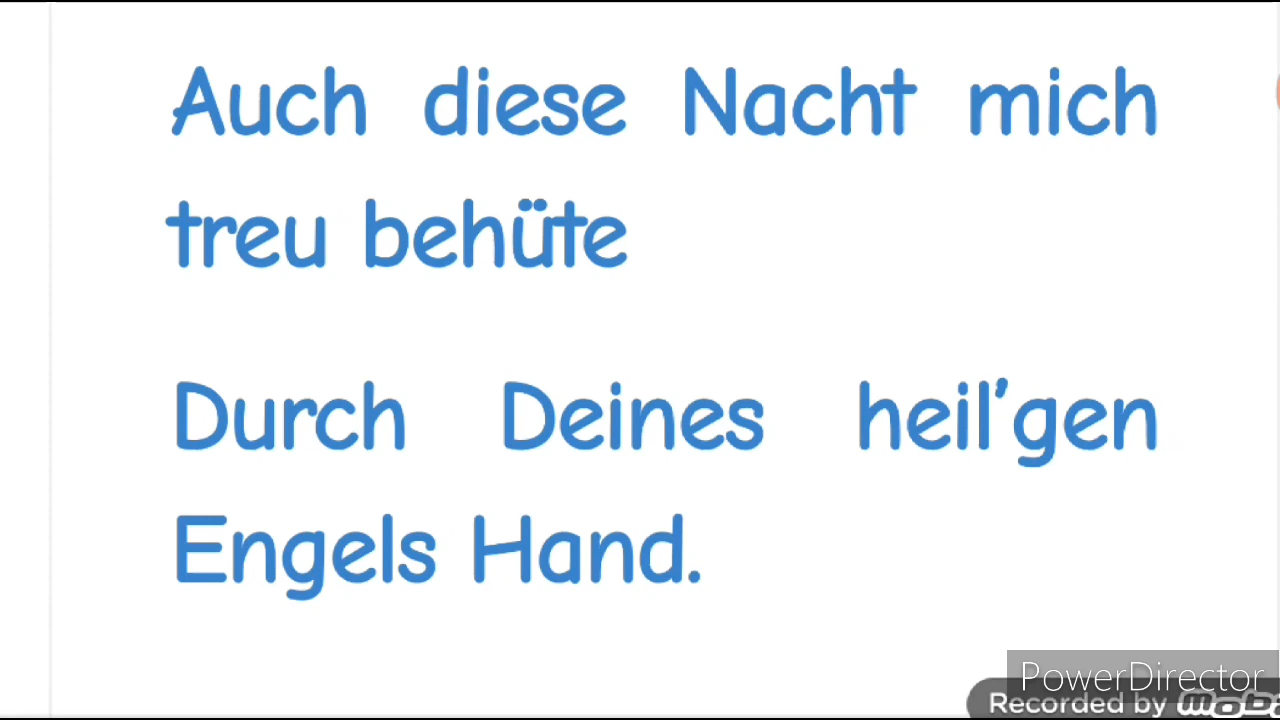 Auch diese Nacht mich
treu behüte
Durch Deines heil’gen
Engels Hand.
PowerDirector
Recorded by